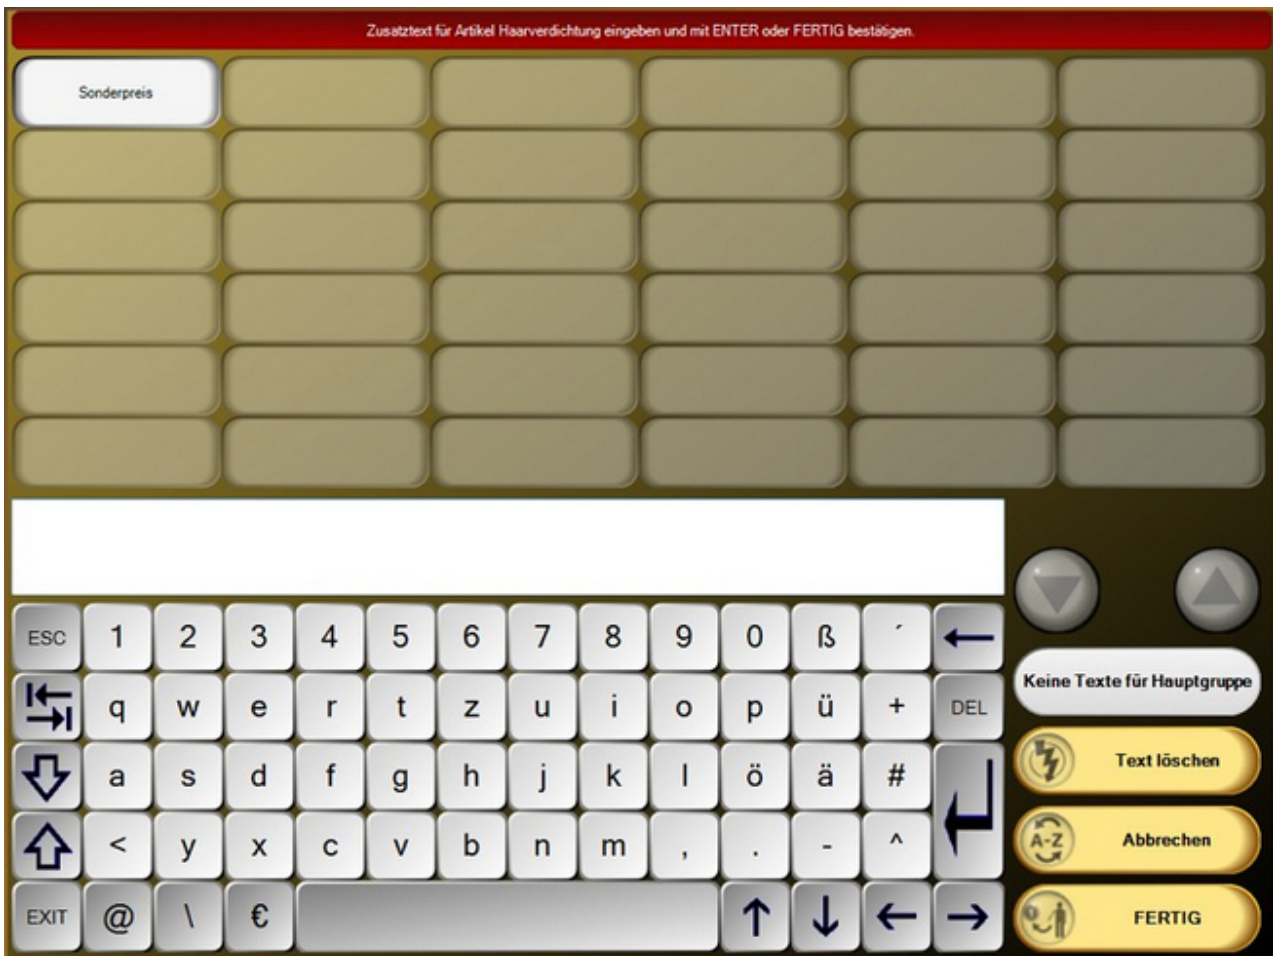 Zusatztext für Artikel Haarverdichtung eingeben und mit ENTER oder FERTIG bestätigen.
Sonderpreis
ESC 1 2 3 4 5 6 7 8 9 0 ß ´ ←
q w e r t z u i o p ü + DEL
a s d f g h j k l ö ä #
< y x c v b n m , . - ^
EXIT @ \ € ↑ ↓ ← →
Keine Texte für Hauptgruppe
Text löschen
A-Z Abbrechen
FERTIG